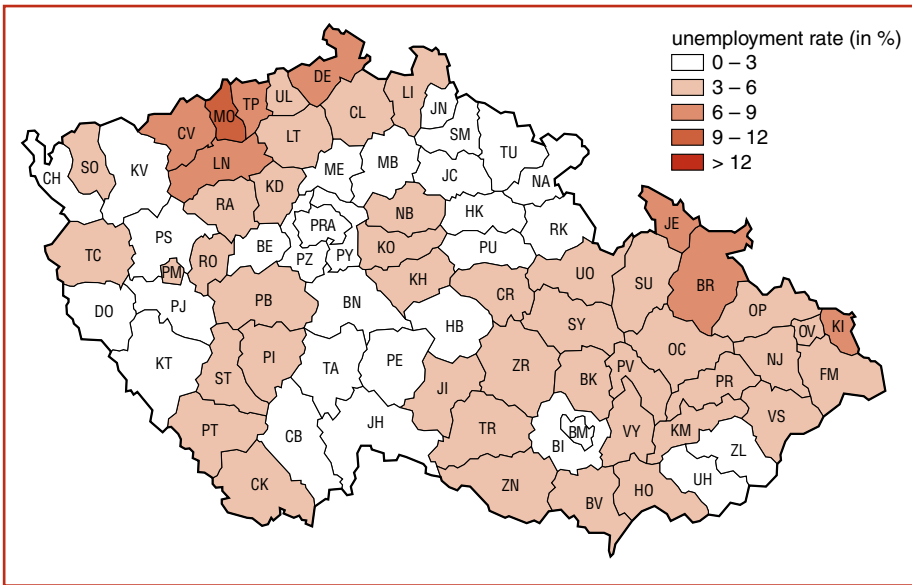 unemployment rate (in %)
0 – 3
3 – 6
6 – 9
9 – 12
> 12
DE
LI
TP
UL
MO
CL
JN
CV
LT
SM
TU
SO
LN
ME
MB
JC
NA
CH
KV
KD
RA
NB
HK
JE
PRA
PS
BE
KO
PU
RK
TC
PM
RO
PZ
PY
UO
SU
BR
KH
CR
DO
PJ
PB
BN
OP
HB
SY
OV
KI
KT
PI
TA
PE
ZR
OC
NJ
FM
ST
JI
BK
PV
PR
PT
CB
JH
TR
BI
BM
VY
KM
VS
ZL
CK
ZN
BV
HO
UH